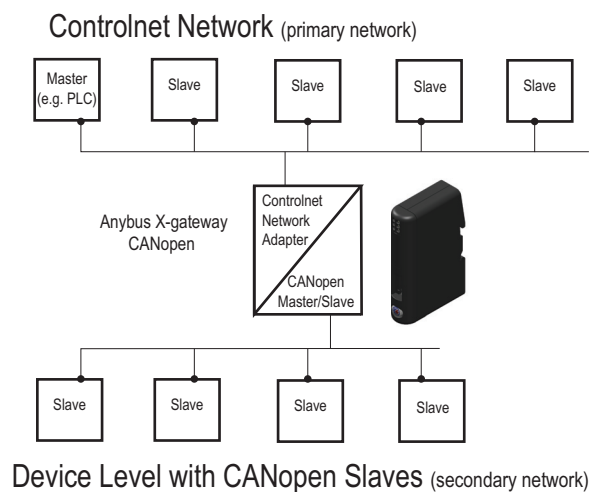 Controlnet Network (primary network)
Master
(e.g. PLC)
Slave
Slave
Slave
Slave
Anybus X-gateway
CANopen
Controlnet
Network
Adapter
CANopen
Master/Slave
Slave
Slave
Slave
Slave
Device Level with CANopen Slaves (secondary network)